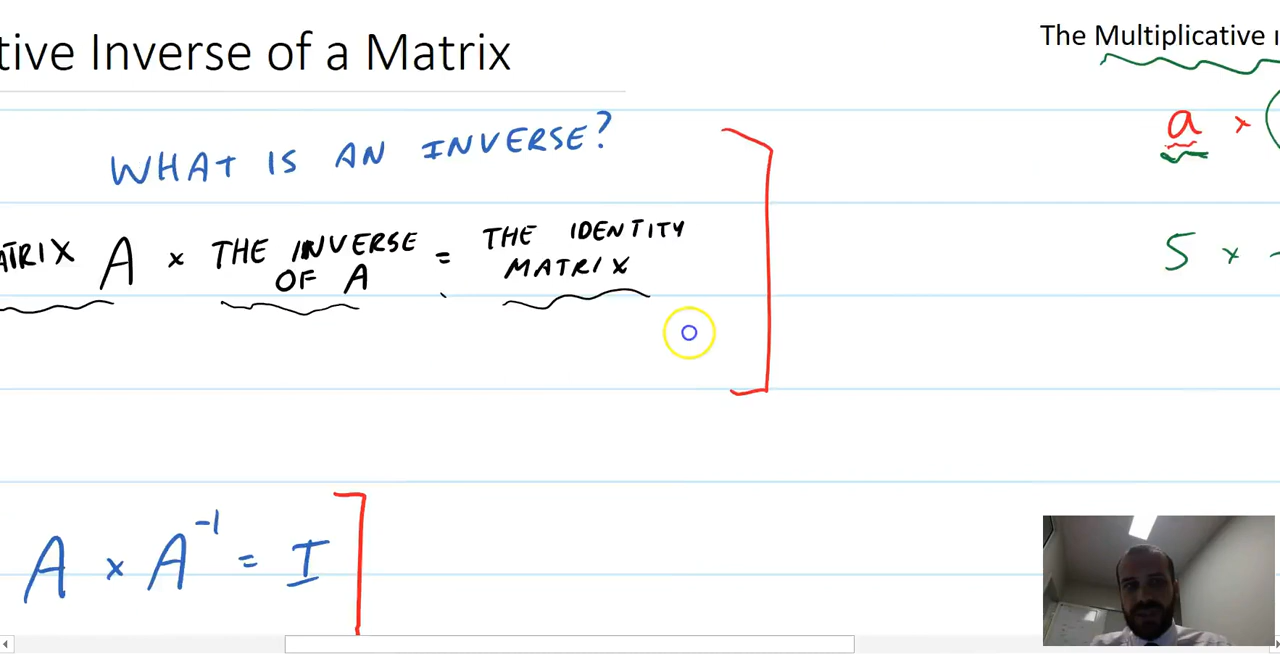 tive Inverse of a Matrix
The Multiplicative
WHAT IS AN INVERSE?
a ×
ATRIX A × THE INVERSE OF A = THE IDENTITY MATRIX
5 ×
A × A⁻¹ = I